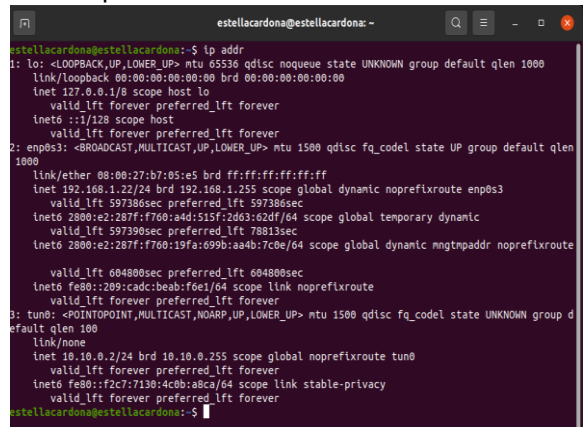 estellacardona@estellacardona: ~
estellacardona@estellacardona:~$ ip addr
1: lo: <LOOPBACK,UP,LOWER_UP> mtu 65536 qdisc noqueue state UNKNOWN group default qlen 1000
    link/loopback 00:00:00:00:00:00 brd 00:00:00:00:00:00
    inet 127.0.0.1/8 scope host lo
       valid_lft forever preferred_lft forever
    inet6 ::1/128 scope host
       valid_lft forever preferred_lft forever
2: enp0s3: <BROADCAST,MULTICAST,UP,LOWER_UP> mtu 1500 qdisc fq_codel state UP group default qlen
 1000
    link/ether 08:00:27:b7:05:e5 brd ff:ff:ff:ff:ff:ff
    inet 192.168.1.22/24 brd 192.168.1.255 scope global dynamic noprefixroute enp0s3
       valid_lft 597386sec preferred_lft 597386sec
    inet6 2800:e2:287f:f760:a4d:515f:2d63:62df/64 scope global temporary dynamic
       valid_lft 597390sec preferred_lft 78813sec
    inet6 2800:e2:287f:f760:19fa:699b:aa4b:7c0e/64 scope global dynamic mngtmpaddr noprefixroute
       valid_lft 604800sec preferred_lft 604800sec
    inet6 fe80::209:cadc:beab:f6e1/64 scope link noprefixroute
       valid_lft forever preferred_lft forever
3: tun0: <POINTOPOINT,MULTICAST,NOARP,UP,LOWER_UP> mtu 1500 qdisc fq_codel state UNKNOWN group d
efault qlen 100
    link/none
    inet 10.10.0.2/24 brd 10.10.0.255 scope global noprefixroute tun0
       valid_lft forever preferred_lft forever
    inet6 fe80::f2c7:7130:4c0b:a8ca/64 scope link stable-privacy
       valid_lft forever preferred_lft forever
estellacardona@estellacardona:~$